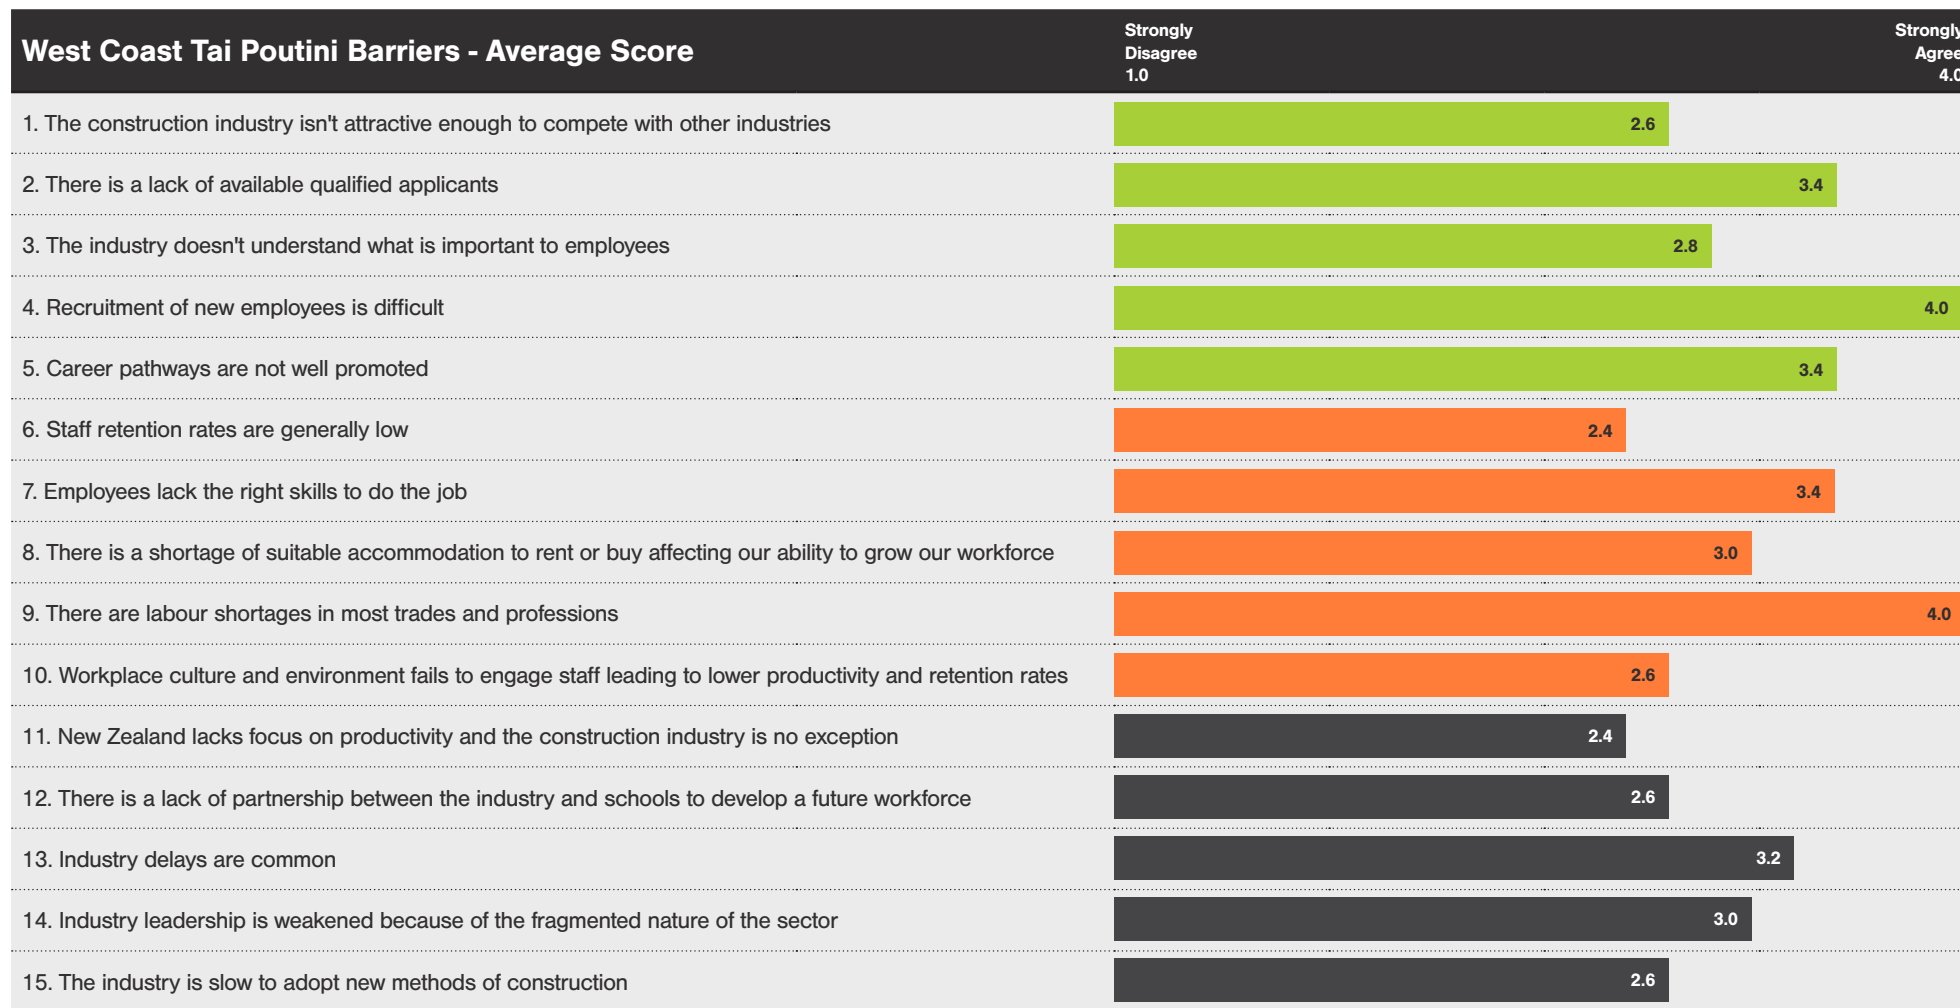 West Coast Tai Poutini Barriers - Average Score
Strongly
Disagree
1.0
Strongly
Agree
4.0
1. The construction industry isn't attractive enough to compete with other industries
2.6
2. There is a lack of available qualified applicants
3.4
3. The industry doesn't understand what is important to employees
2.8
4. Recruitment of new employees is difficult
4.0
5. Career pathways are not well promoted
3.4
6. Staff retention rates are generally low
2.4
7. Employees lack the right skills to do the job
3.4
8. There is a shortage of suitable accommodation to rent or buy affecting our ability to grow our workforce
3.0
9. There are labour shortages in most trades and professions
4.0
10. Workplace culture and environment fails to engage staff leading to lower productivity and retention rates
2.6
11. New Zealand lacks focus on productivity and the construction industry is no exception
2.4
12. There is a lack of partnership between the industry and schools to develop a future workforce
2.6
13. Industry delays are common
3.2
14. Industry leadership is weakened because of the fragmented nature of the sector
3.0
15. The industry is slow to adopt new methods of construction
2.6